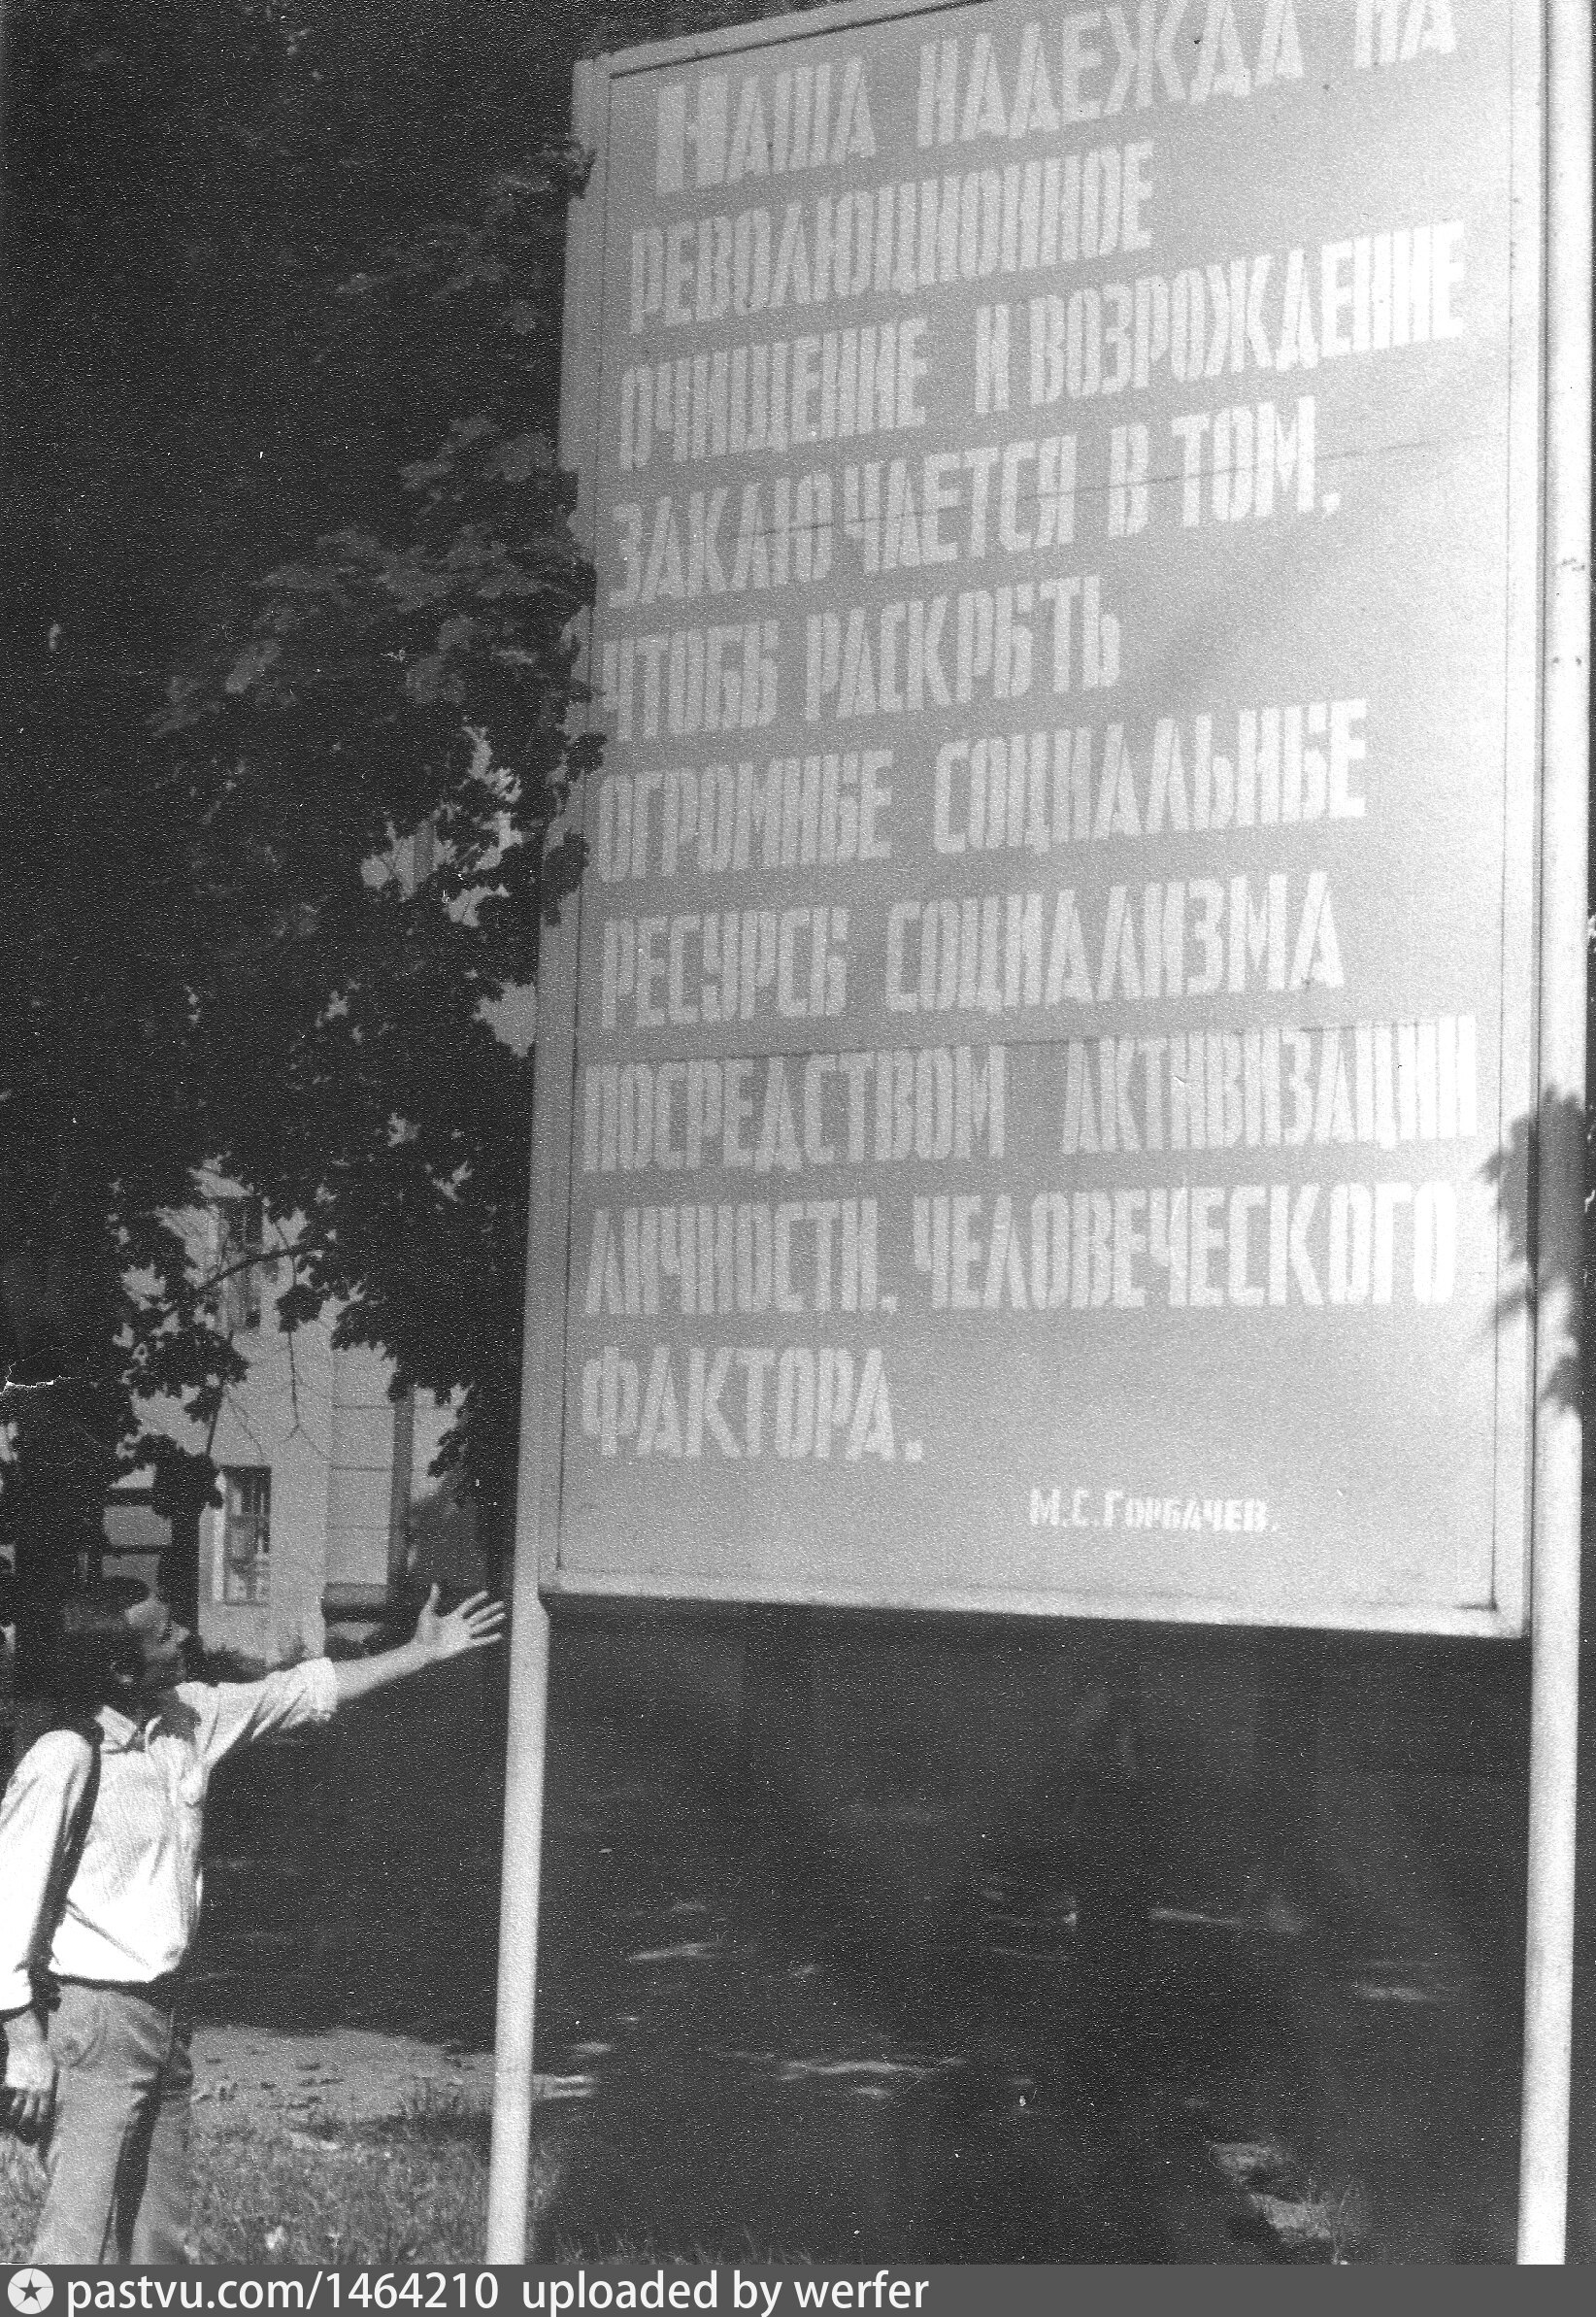 Наша надежда на
революционное
очищение и возрождение
заключается в том,
чтобы раскрыть
огромные социальные
ресурсы социализма
посредством активизации
личности, человеческого
фактора.
М.С.Горбачев.
pastvu.com/1464210 uploaded by werfer